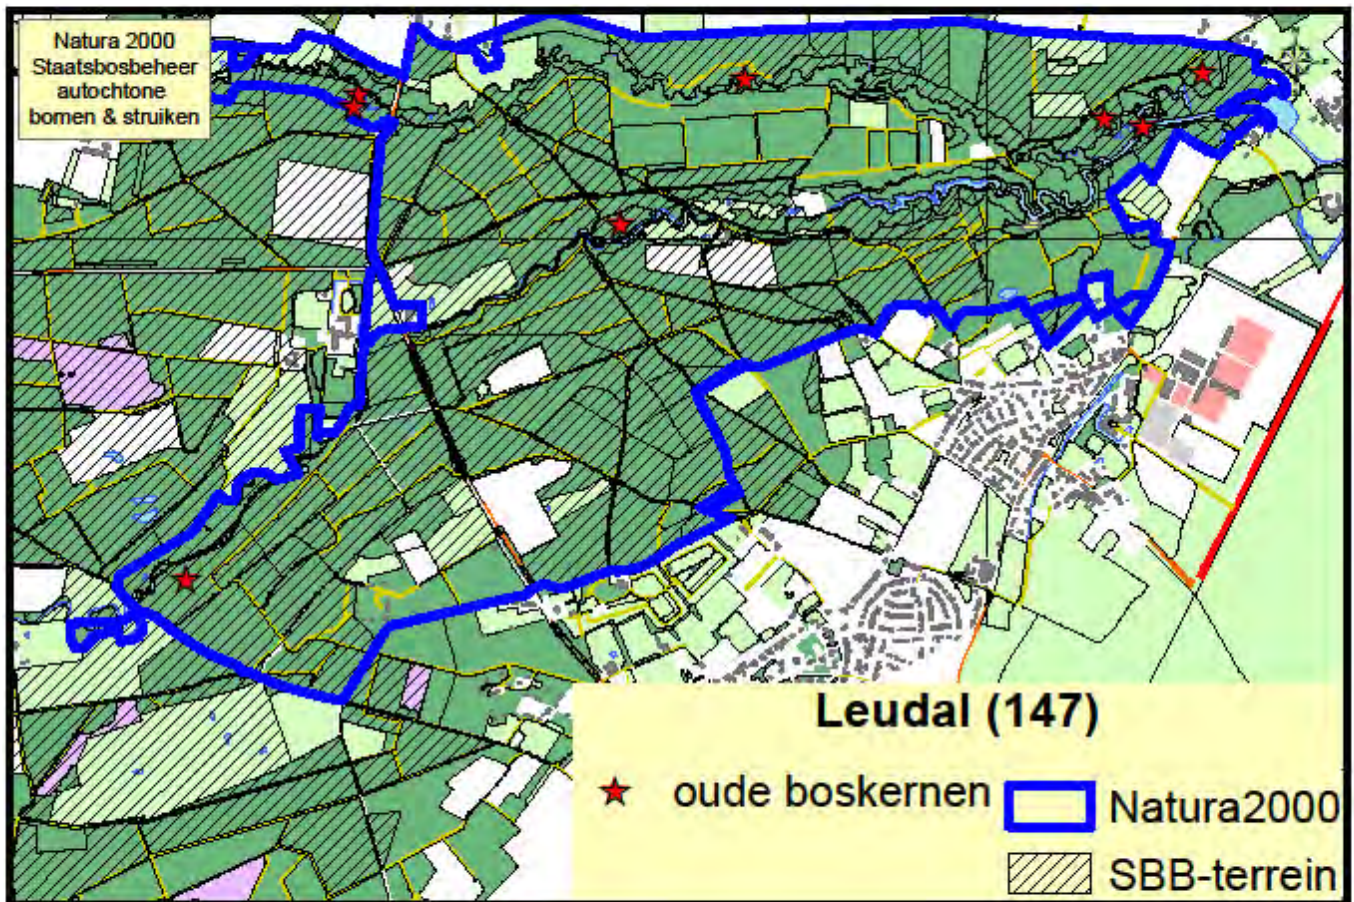 Natura 2000
Staatsbosbeheer
autochtone
bomen & struiken
Leudal (147)
oude boskernen
Natura2000
SBB-terrein